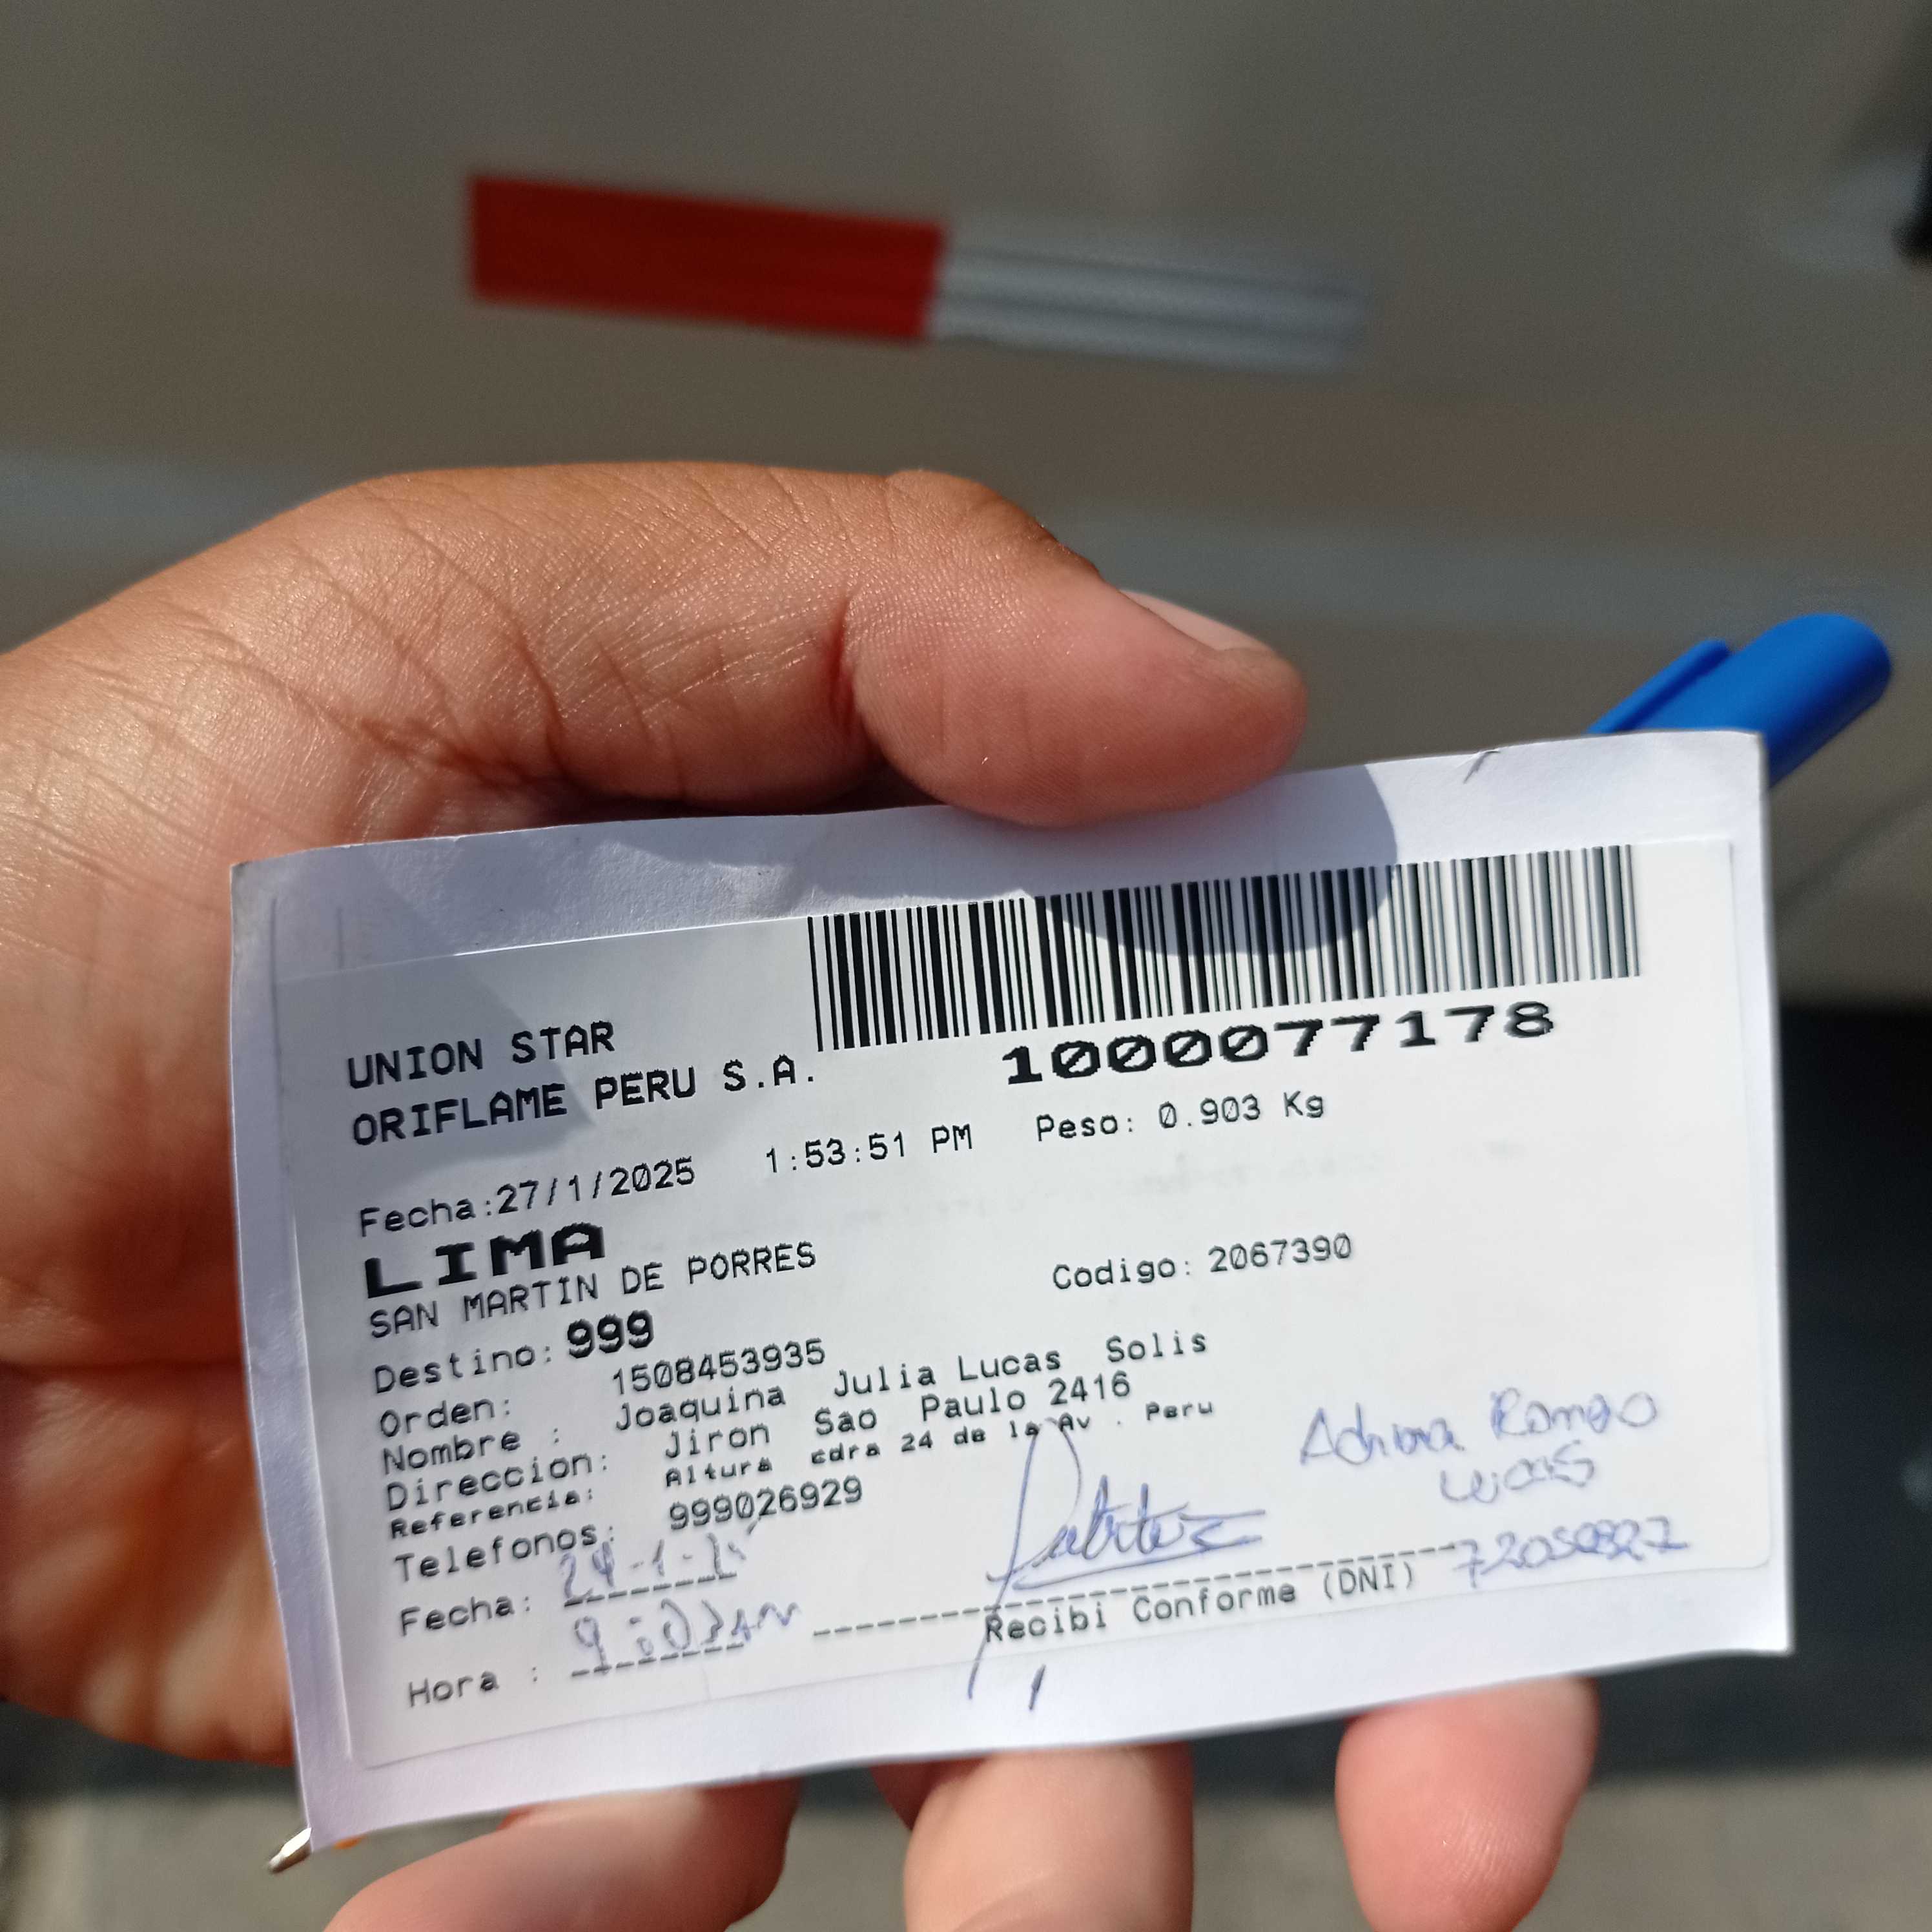 UNION STAR
ORIFLAME PERU S.A.
1000077178
Fecha:27/1/2025 1:53:51 PM Peso: 0.903 Kg
LIMA
SAN MARTIN DE PORRES Codigo: 2067390
Destino: 999
Orden: 1508453935
Nombre : Joaquina Julia Lucas Solis
Direccion: Jiron Sao Paulo 2416
Referencia: Altura cdra 24 de la Av . Peru
Telefonos: 999026929
Fecha:
Hora :
Lucas
Recibi Conforme (DNI)